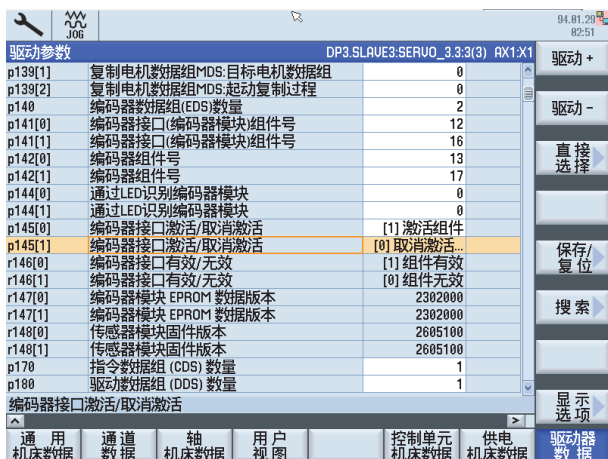 JOG
94.01.29
02:51
驱动参数 DP3.SLAVE3:SERVO_3.3:3(3) AX1:X1
p139[1] 复制电机数据组MDS:目标电机数据组 0
p139[2] 复制电机数据组MDS:起动复制过程 0
p140 编码器数据组(EDS)数量 2
p141[0] 编码器接口(编码器模块)组件号 12
p141[1] 编码器接口(编码器模块)组件号 16
p142[0] 编码器组件号 13
p142[1] 编码器组件号 17
p144[0] 通过LED识别编码器模块 0
p144[1] 通过LED识别编码器模块 0
p145[0] 编码器接口激活/取消激活 [1] 激活组件
p145[1] 编码器接口激活/取消激活 [0] 取消激活...
r146[0] 编码器接口有效/无效 [1] 组件有效
r146[1] 编码器接口有效/无效 [0] 组件无效
r147[0] 编码器模块 EPROM 数据版本 2302000
r147[1] 编码器模块 EPROM 数据版本 2302000
r148[0] 传感器模块固件版本 2605100
r148[1] 传感器模块固件版本 2605100
p170 指令数据组 (CDS) 数量 1
p180 驱动数据组 (DDS) 数量 1
编码器接口激活/取消激活
驱动 +
驱动 -
直接
选择
保存/
复位
搜索
显示
选项
通用
机床数据
通道
数据
轴
机床数据
用户
视图
控制单元
机床数据
供电
机床数据
驱动器
数据